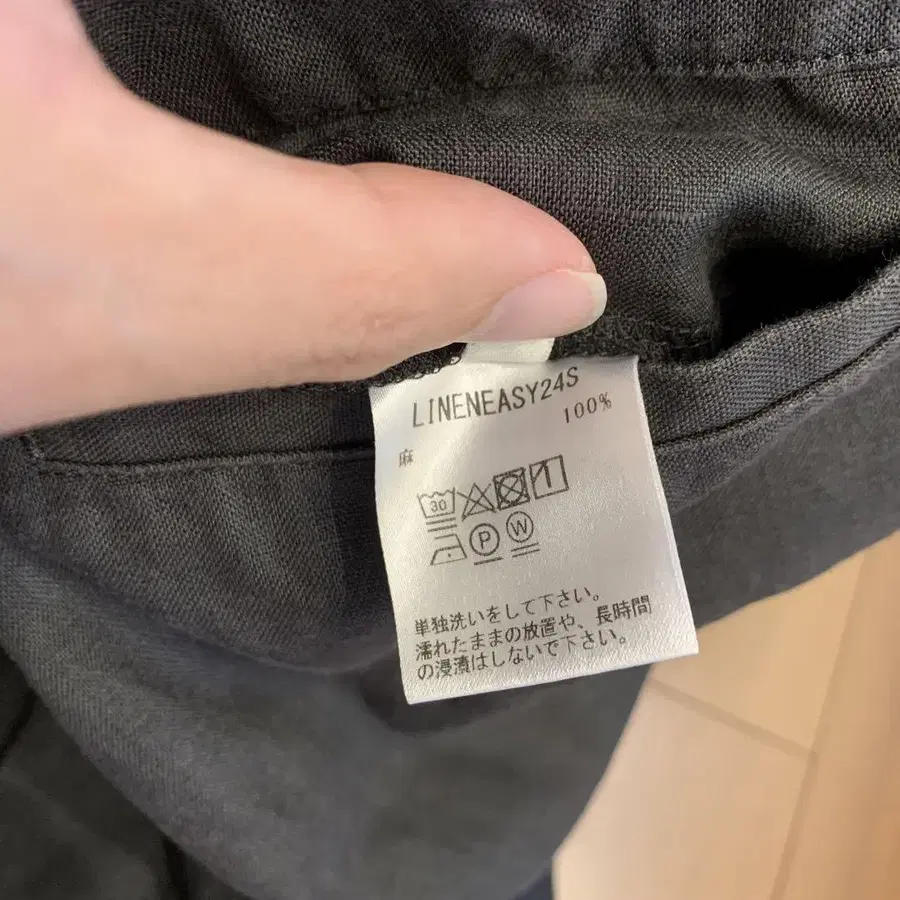 LINENEASY24S
麻 100%
30
P W
単独洗いをして下さい。
濡れたままの放置や、長時間
の浸漬はしないで下さい。